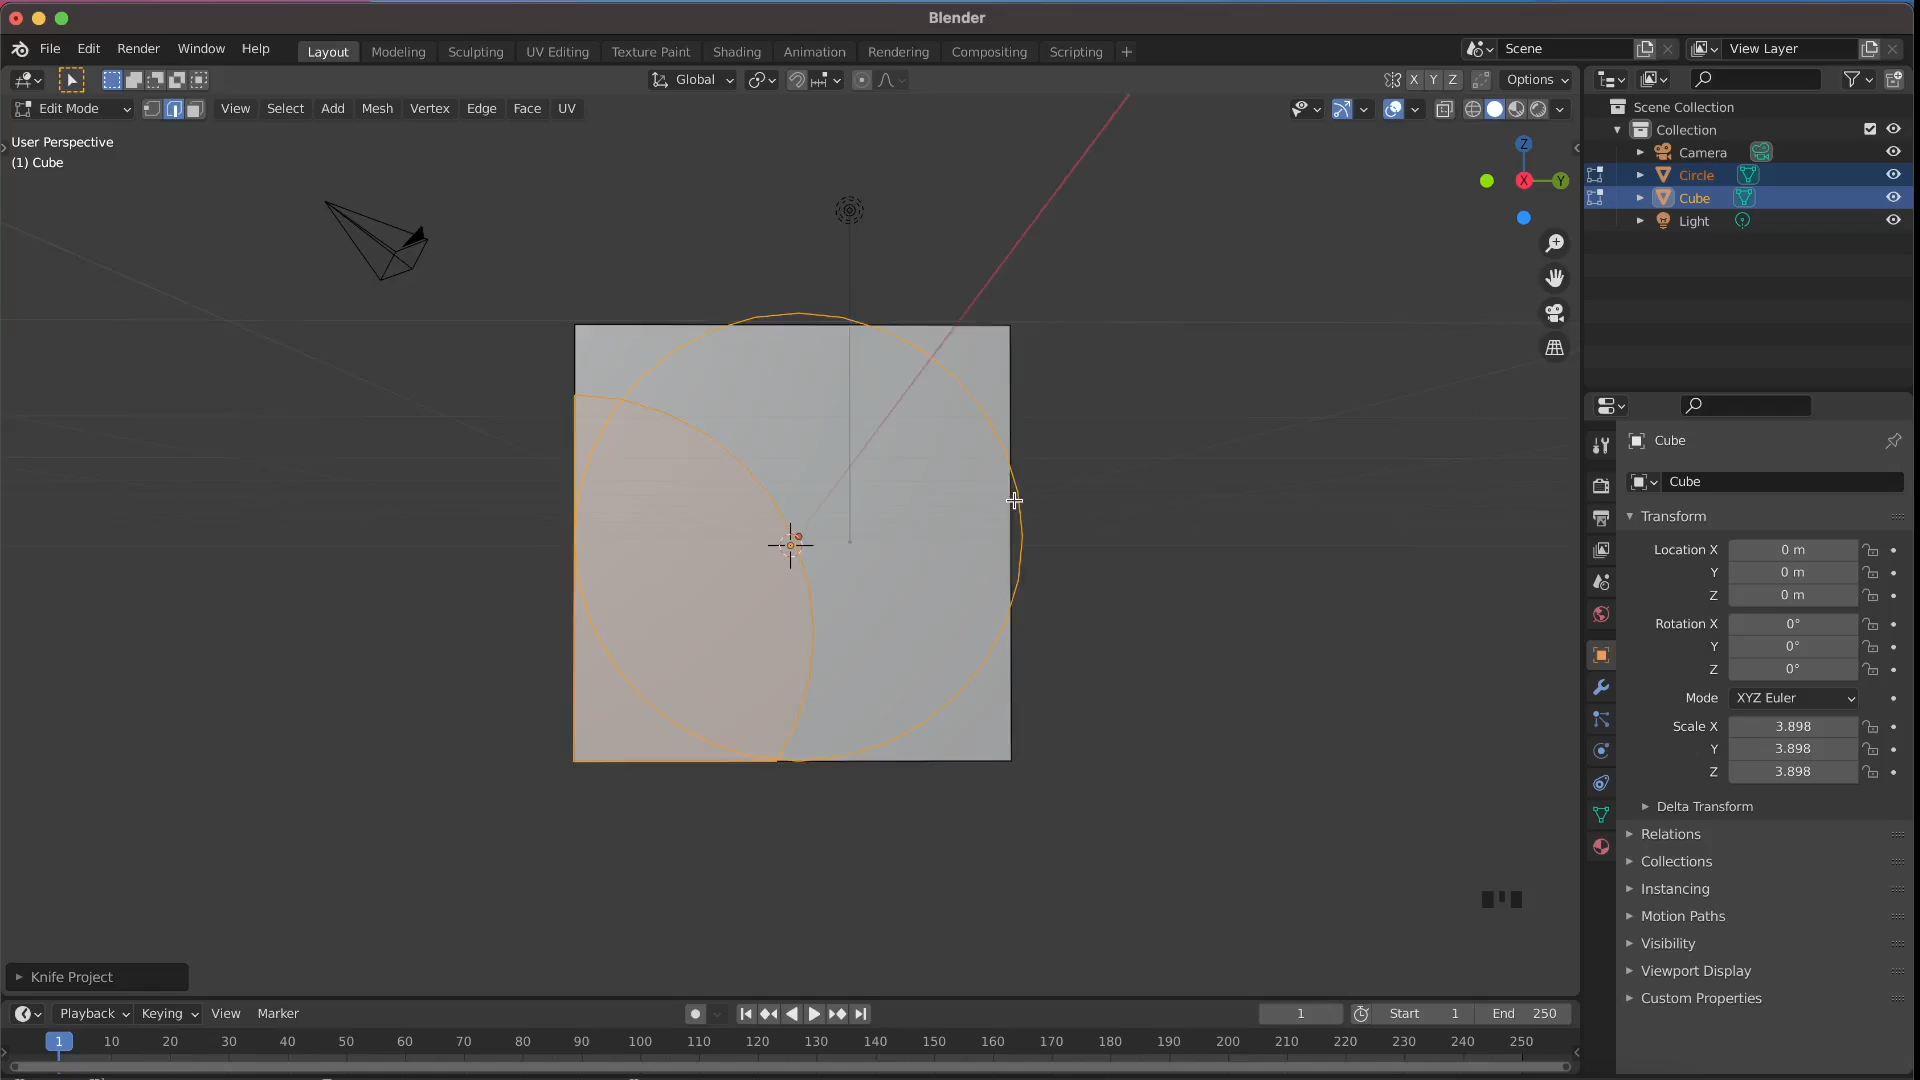 Blender
File Edit Render Window Help
Layout Modeling Sculpting UV Editing Texture Paint Shading Animation Rendering Compositing Scripting +
Scene
View Layer
Global
X Y Z Options
Edit Mode
View Select Add Mesh Vertex Edge Face UV
User Perspective
(1) Cube
Z
X
Y
Scene Collection
Collection
Camera
Circle
Cube
Light
Cube
Cube
Transform
Location X 0 m
Y 0 m
Z 0 m
Rotation X 0°
Y 0°
Z 0°
Mode XYZ Euler
Scale X 3.898
Y 3.898
Z 3.898
Delta Transform
Relations
Collections
Instancing
Motion Paths
Visibility
Viewport Display
Custom Properties
Knife Project
Playback Keying View Marker
1 Start 1 End 250
1 10 20 30 40 50 60 70 80 90 100 110 120 130 140 150 160 170 180 190 200 210 220 230 240 250